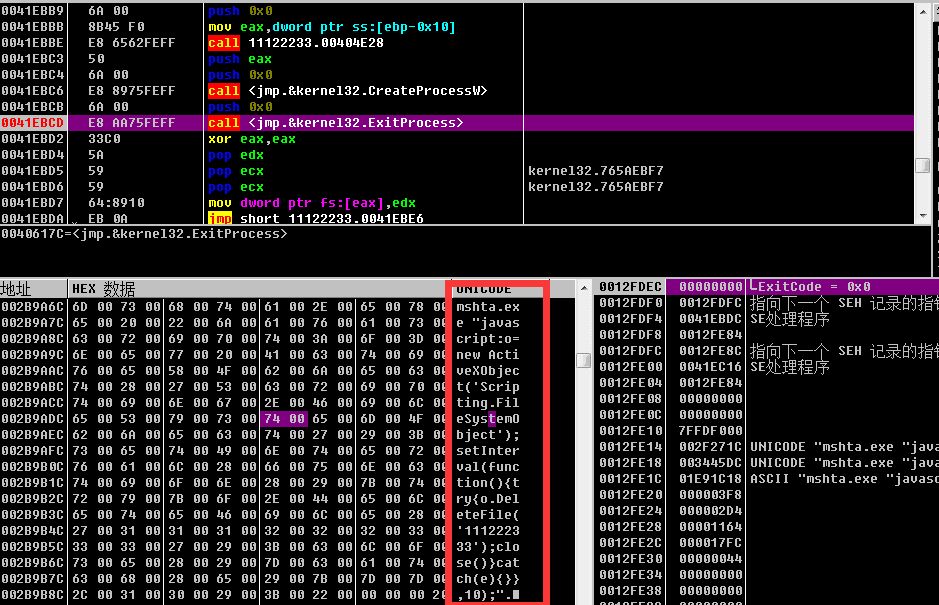 0041EBB9 6A 00 push 0x0
0041EBBB 8B45 F0 mov eax,dword ptr ss:[ebp-0x10]
0041EBBE E8 6562FEFF call 11122233.00404E28
0041EBC3 50 push eax
0041EBC4 6A 00 push 0x0
0041EBC6 E8 8975FEFF call <jmp.&kernel32.CreateProcessW>
0041EBCB 6A 00 push 0x0
0041EBCD E8 AA75FEFF call <jmp.&kernel32.ExitProcess>
0041EBD2 33C0 xor eax,eax
0041EBD4 5A pop edx
0041EBD5 59 pop ecx kernel32.765AEBF7
0041EBD6 59 pop ecx kernel32.765AEBF7
0041EBD7 64:8910 mov dword ptr fs:[eax],edx
0041EBDA EB 0A jmp short 11122233.0041EBE6
0040617C=<jmp.&kernel32.ExitProcess>
地址 HEX 数据 UNICODE
002B9A6C 6D 00 73 00 68 00 74 00 61 00 2E 00 65 00 78 00 mshta.ex
002B9A7C 65 00 20 00 22 00 6A 00 61 00 76 00 61 00 73 00 e "javas
002B9A8C 63 00 72 00 69 00 70 00 74 00 3A 00 6F 00 3D 00 cript:o=
002B9A9C 6E 00 65 00 77 00 20 00 41 00 63 00 74 00 69 00 new Acti
002B9AAC 76 00 65 00 58 00 4F 00 62 00 6A 00 65 00 63 00 veXObjec
002B9ABC 74 00 28 00 27 00 53 00 63 00 72 00 69 00 70 00 t('Scrip
002B9ACC 74 00 69 00 6E 00 67 00 2E 00 46 00 69 00 6C 00 ting.Fil
002B9ADC 65 00 53 00 79 00 73 00 74 00 65 00 6D 00 4F 00 eSystemO
002B9AEC 62 00 6A 00 65 00 63 00 74 00 27 00 29 00 3B 00 bject');
002B9AFC 73 00 65 00 74 00 49 00 6E 00 74 00 65 00 72 00 setInter
002B9B0C 76 00 61 00 6C 00 28 00 66 00 75 00 6E 00 63 00 val(func
002B9B1C 74 00 69 00 6F 00 6E 00 28 00 29 00 7B 00 74 00 tion(){t
002B9B2C 72 00 79 00 7B 00 6F 00 2E 00 44 00 65 00 6C 00 ry{o.Del
002B9B3C 65 00 74 00 65 00 46 00 69 00 6C 00 65 00 28 00 eteFile(
002B9B4C 27 00 31 00 31 00 31 00 32 00 32 00 32 00 33 00 '1112223
002B9B5C 33 00 33 00 27 00 29 00 3B 00 63 00 6C 00 6F 00 33');clo
002B9B6C 73 00 65 00 28 00 29 00 7D 00 63 00 61 00 74 00 se()}cat
002B9B7C 63 00 68 00 28 00 65 00 29 00 7B 00 7D 00 7D 00 ch(e){}}
002B9B8C 2C 00 31 00 30 00 29 00 3B 00 22 00 00 00 ,10);".
0012FDEC 00000000 ExitCode = 0x0
0012FDF0 0012FDFC 指向下一个 SEH 记录的指
0012FDF4 0041EBDC SE处理程序
0012FDF8 0012FE84
0012FDFC 0012FE8C 指向下一个 SEH 记录的指
0012FE00 0041EC16 SE处理程序
0012FE04 0012FE84
0012FE08 00000000
0012FE0C 00000000
0012FE10 7FFDF000
0012FE14 002F271C UNICODE "mshta.exe "java
0012FE18 003445DC UNICODE "mshta.exe "java
0012FE1C 01E91C18 ASCII "mshta.exe "javasc
0012FE20 000003F8
0012FE24 000002D4
0012FE28 00001164
0012FE2C 000017FC
0012FE30 00000044
0012FE34 00000000
0012FE38 00000000